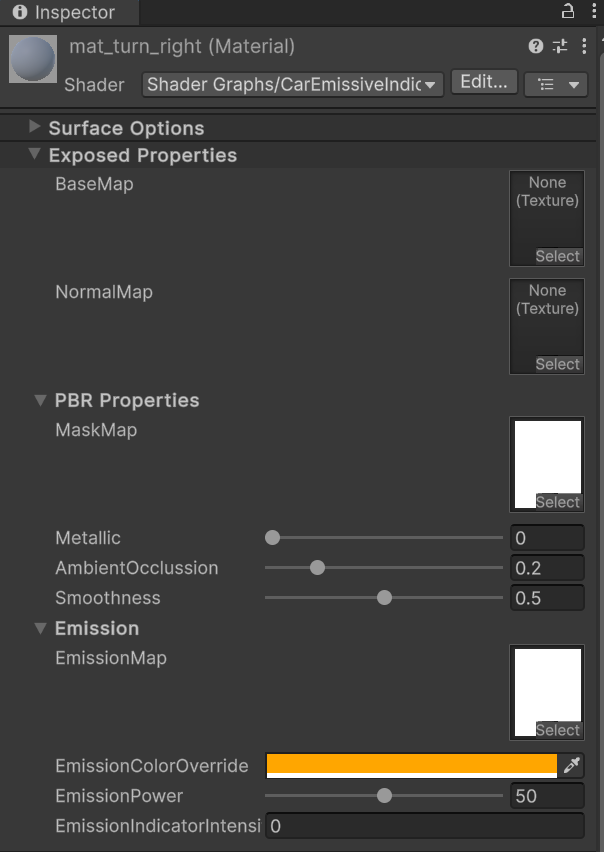 Inspector
mat_turn_right (Material)
Shader Shader Graphs/CarEmissiveIndic Edit...
Surface Options
Exposed Properties
BaseMap None
(Texture)
Select
NormalMap None
(Texture)
Select
PBR Properties
MaskMap
Select
Metallic 0
AmbientOcclussion 0.2
Smoothness 0.5
Emission
EmissionMap
Select
EmissionColorOverride
EmissionPower 50
EmissionIndicatorIntensi 0